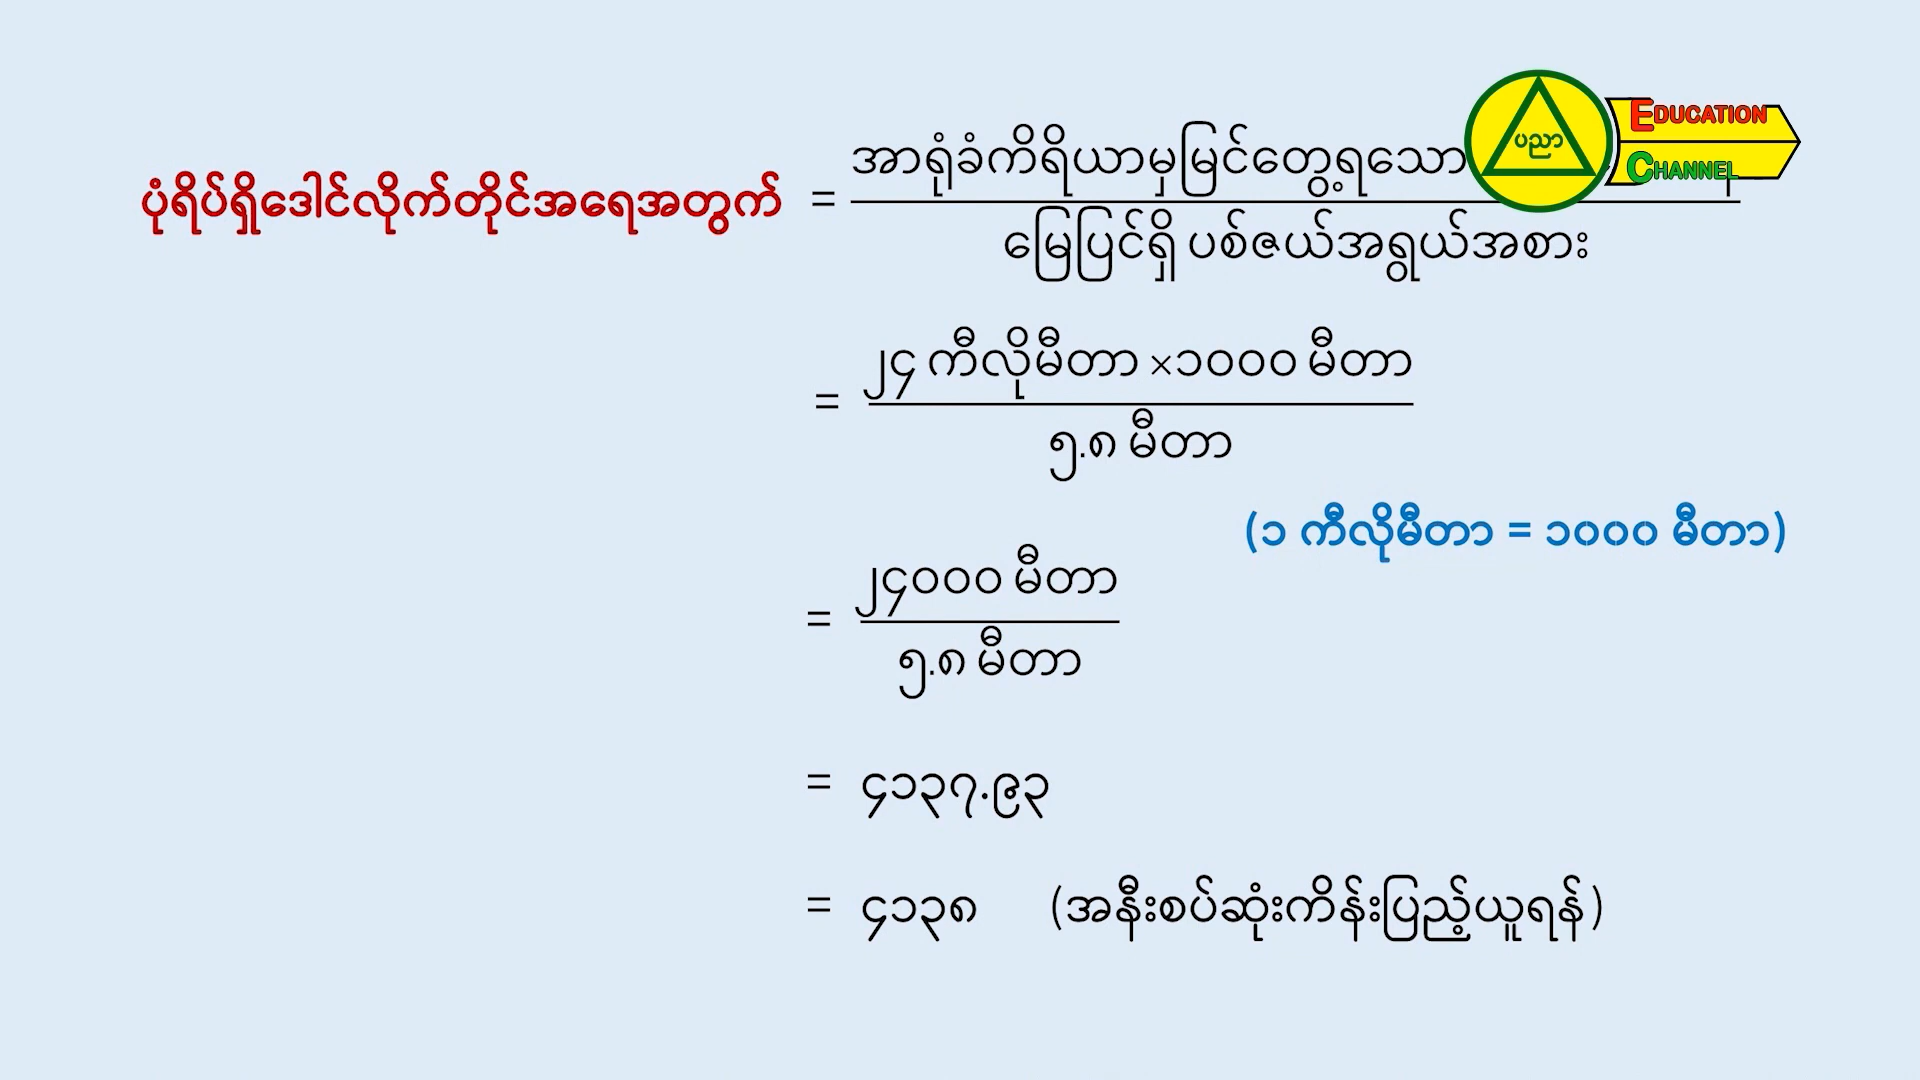 အာရုံခံကိရိယာမှမြင်တွေ့ရသော
ပုံရိပ်ရှိဒေါင်လိုက်တိုင်အရေအတွက် =
မြေပြင်ရှိ ပစ်ဇယ်အရွယ်အစား
ပညာ
EDUCATION
CHANNEL
၂၄ ကီလိုမီတာ ×၁၀၀၀ မီတာ
=
၅.၈ မီတာ
(၁ ကီလိုမီတာ = ၁၀၀၀ မီတာ)
၂၄၀၀၀ မီတာ
=
၅.၈ မီတာ
= ၄၁၃၇.၉၃
= ၄၁၃၈ (အနီးစပ်ဆုံးကိန်းပြည့်ယူရန်)